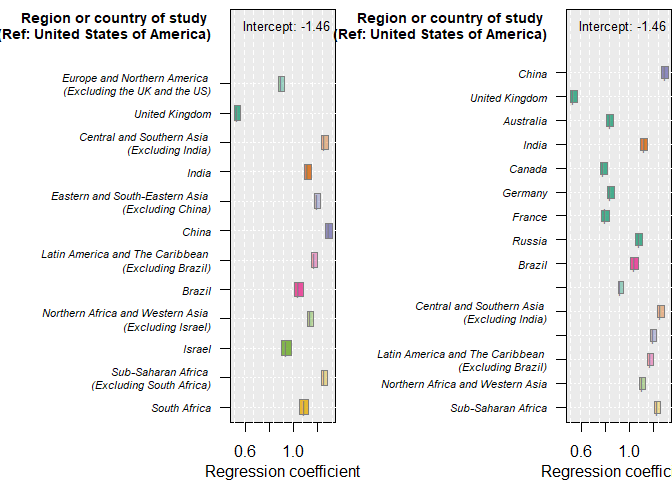 Region or country of study
(Ref: United States of America)
Intercept: -1.46
Europe and Northern America
(Excluding the UK and the US)
United Kingdom
Central and Southern Asia
(Excluding India)
India
Eastern and South-Eastern Asia
(Excluding China)
China
Latin America and The Caribbean
(Excluding Brazil)
Brazil
Northern Africa and Western Asia
(Excluding Israel)
Israel
Sub-Saharan Africa
(Excluding South Africa)
South Africa
0.6 1.0
Regression coefficient
Region or country of study
(Ref: United States of America)
Intercept: -1.46
China
United Kingdom
Australia
India
Canada
Germany
France
Russia
Brazil
Central and Southern Asia
(Excluding India)
Latin America and The Caribbean
(Excluding Brazil)
Northern Africa and Western Asia
Sub-Saharan Africa
0.6 1.0
Regression coeffic